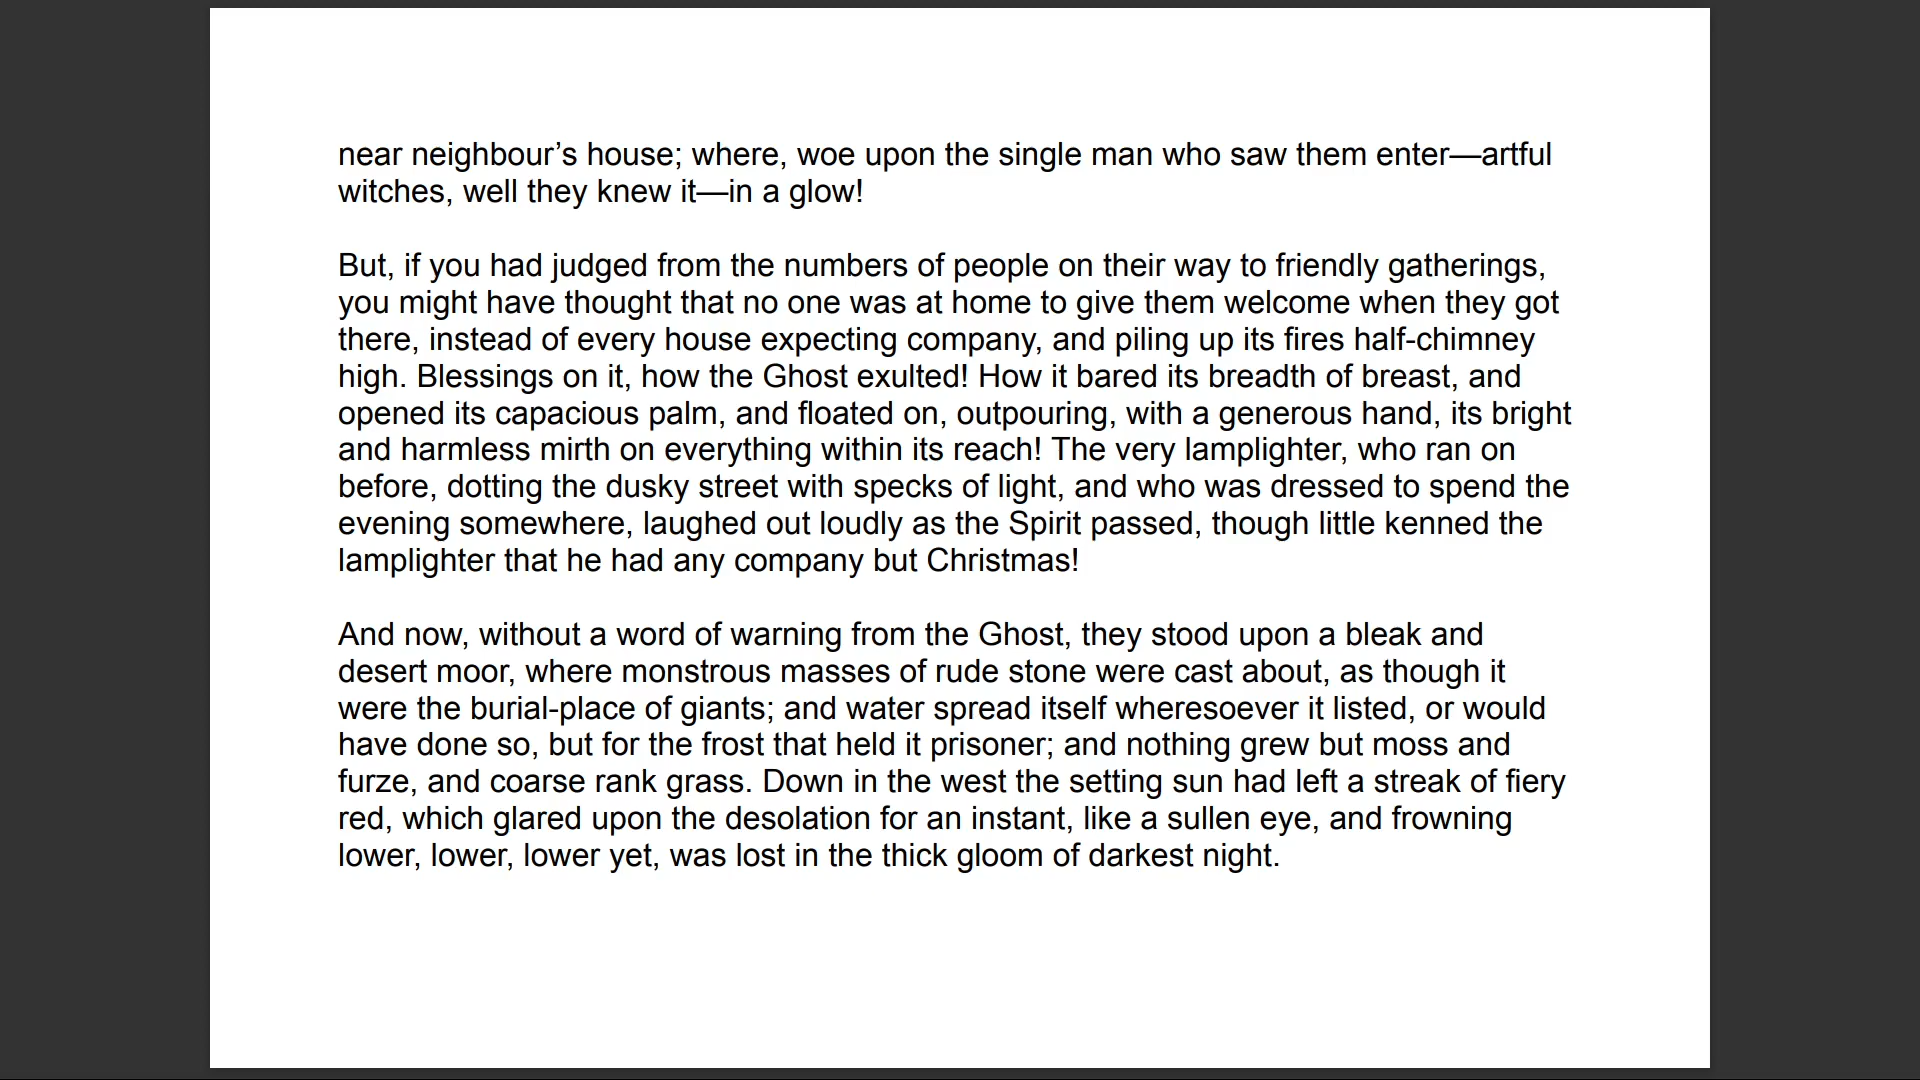 near neighbour’s house; where, woe upon the single man who saw them enter—artful
witches, well they knew it—in a glow!
But, if you had judged from the numbers of people on their way to friendly gatherings,
you might have thought that no one was at home to give them welcome when they got
there, instead of every house expecting company, and piling up its fires half-chimney
high. Blessings on it, how the Ghost exulted! How it bared its breadth of breast, and
opened its capacious palm, and floated on, outpouring, with a generous hand, its bright
and harmless mirth on everything within its reach! The very lamplighter, who ran on
before, dotting the dusky street with specks of light, and who was dressed to spend the
evening somewhere, laughed out loudly as the Spirit passed, though little kenned the
lamplighter that he had any company but Christmas!
And now, without a word of warning from the Ghost, they stood upon a bleak and
desert moor, where monstrous masses of rude stone were cast about, as though it
were the burial-place of giants; and water spread itself wheresoever it listed, or would
have done so, but for the frost that held it prisoner; and nothing grew but moss and
furze, and coarse rank grass. Down in the west the setting sun had left a streak of fiery
red, which glared upon the desolation for an instant, like a sullen eye, and frowning
lower, lower, lower yet, was lost in the thick gloom of darkest night.